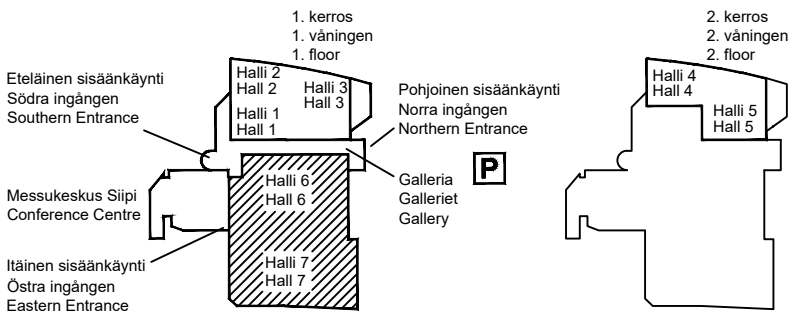 1. kerros
1. våningen
1. floor
Halli 2
Hall 2
Halli 3
Hall 3
Halli 1
Hall 1
Eteläinen sisäänkäynti
Södra ingången
Southern Entrance
Pohjoinen sisäänkäynti
Norra ingången
Northern Entrance
Messukeskus Siipi
Conference Centre
Halli 6
Hall 6
Galleria
Galleriet
Gallery
P
Itäinen sisäänkäynti
Östra ingången
Eastern Entrance
Halli 7
Hall 7
2. kerros
2. våningen
2. floor
Halli 4
Hall 4
Halli 5
Hall 5